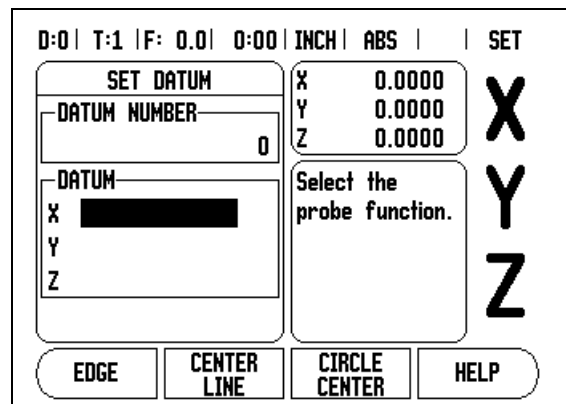 D:0 | T:1 | F: 0.0 | 0:00 | INCH | ABS | | SET
SET DATUM
DATUM NUMBER
0
DATUM
X
Y
Z
X 0.0000
Y 0.0000
Z 0.0000
Select the
probe function.
X
Y
Z
EDGE
CENTER
LINE
CIRCLE
CENTER
HELP